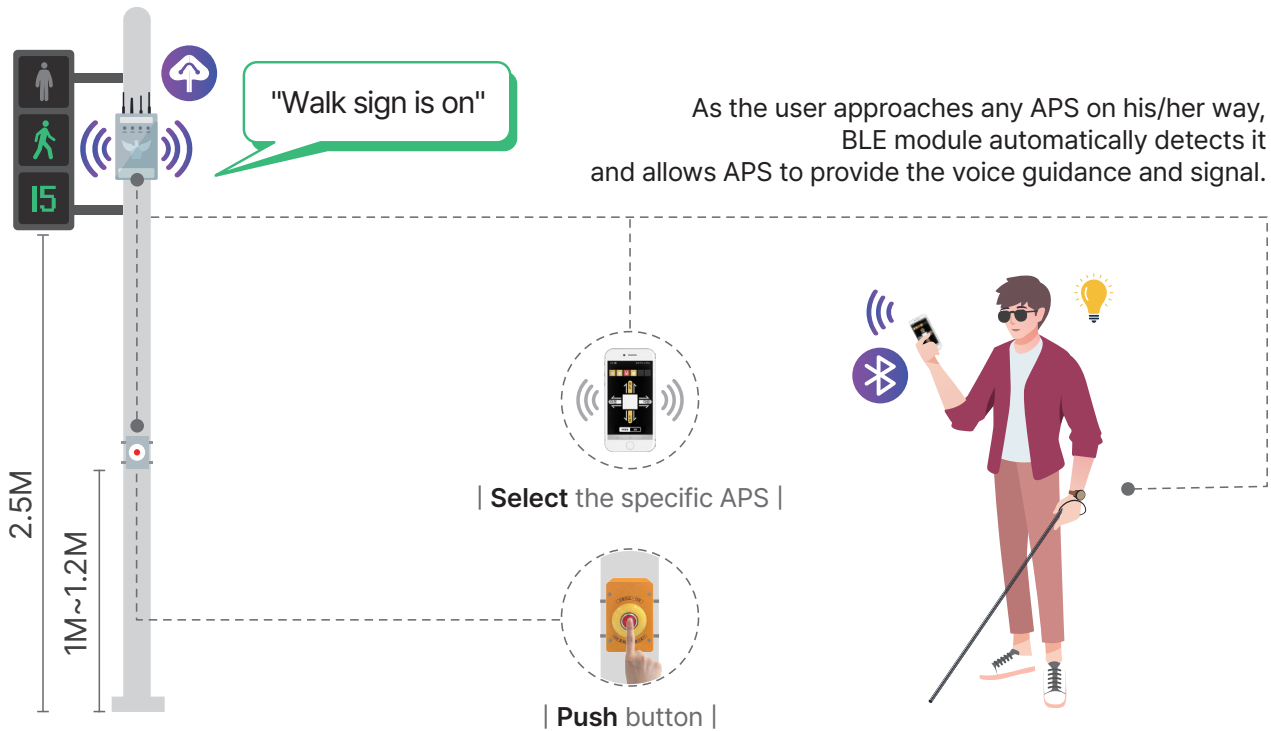 "Walk sign is on"
As the user approaches any APS on his/her way,
BLE module automatically detects it
and allows APS to provide the voice guidance and signal.
15
2.5M
1M~1.2M
| Select the specific APS |
| Push button |